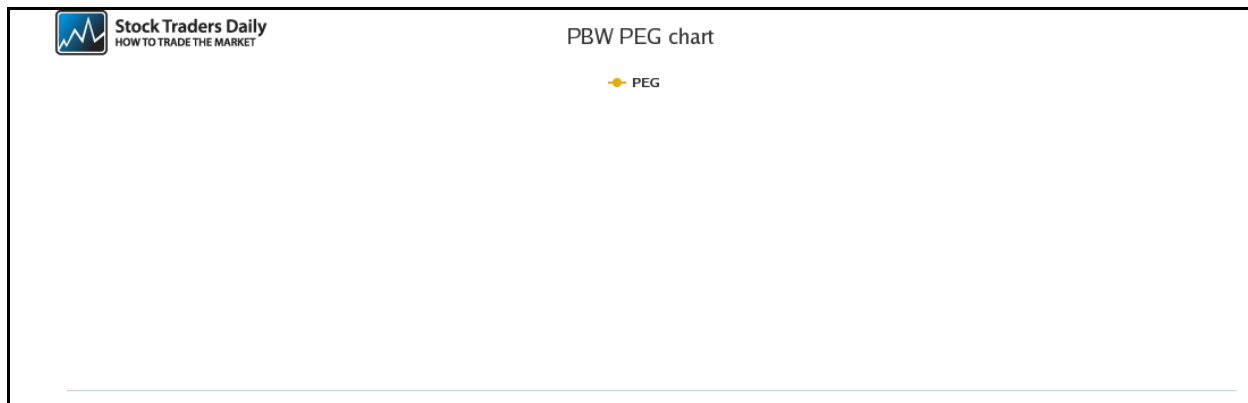 Stock Traders Daily
HOW TO TRADE THE MARKET
PBW PEG chart
PEG